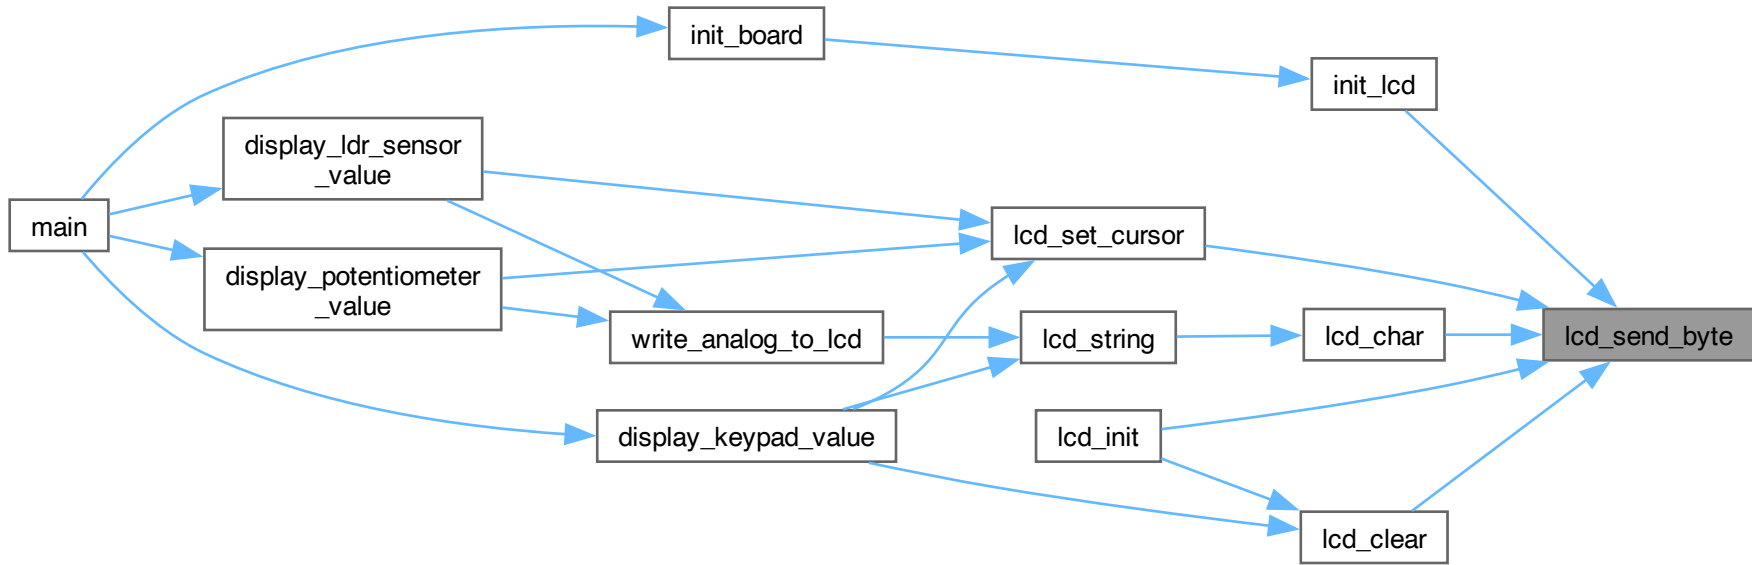 init_board
init_lcd
display_ldr_sensor
_value
main
lcd_set_cursor
display_potentiometer
_value
write_analog_to_lcd
lcd_string
lcd_char
lcd_send_byte
display_keypad_value
lcd_init
lcd_clear